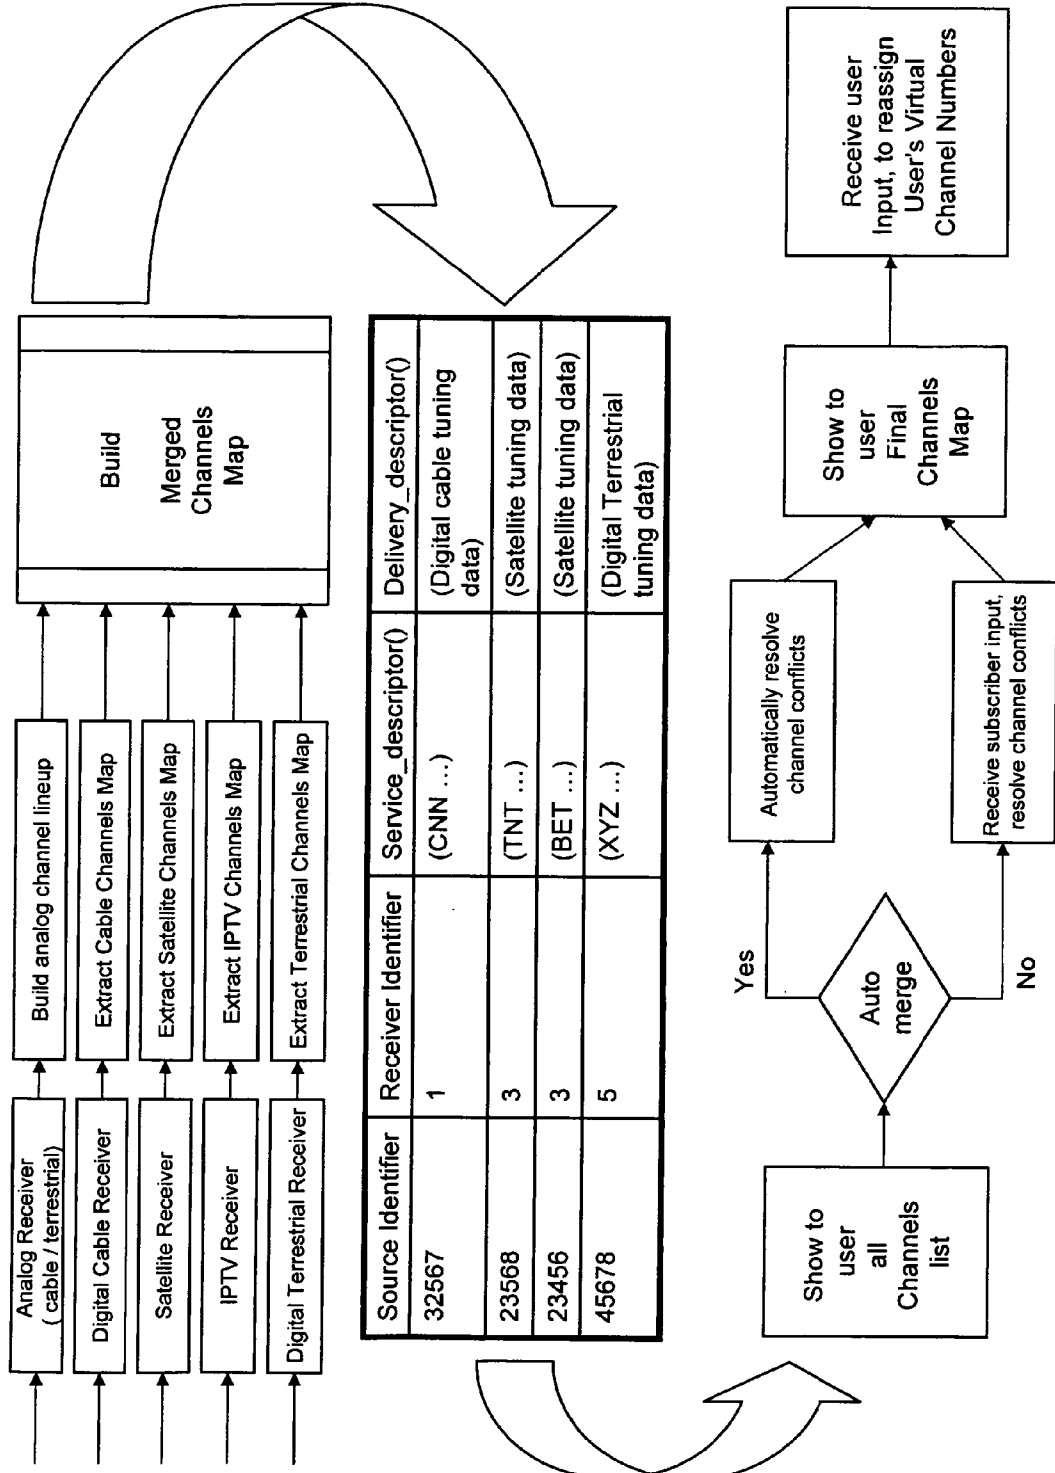 Analog Receiver
( cable / terrestrial)
Build analog channel lineup
Digital Cable Receiver
Extract Cable Channels Map
Satellite Receiver
Extract Satellite Channels Map
IPTV Receiver
Extract IPTV Channels Map
Digital Terrestrial Receiver
Extract Terrestrial Channels Map
Build
Merged
Channels
Map
Source Identifier Receiver Identifier Service_descriptor() Delivery_descriptor()
32567 1 (CNN ...) (Digital cable tuning
data)
23568 3 (TNT ...) (Satellite tuning data)
23456 3 (BET ...) (Satellite tuning data)
45678 5 (XYZ ...) (Digital Terrestrial
tuning data)
Show to
user
all
Channels
list
Auto
merge
Yes
No
Automatically resolve
channel conflicts
Receive subscriber input,
resolve channel conflicts
Show to
user
Final
Channels
Map
Receive user
Input, to reassign
User's Virtual
Channel Numbers